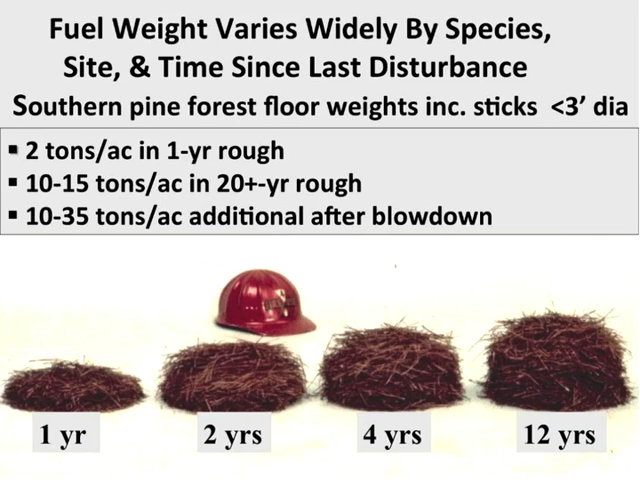 Fuel Weight Varies Widely By Species,
Site, & Time Since Last Disturbance
Southern pine forest floor weights inc. sticks <3’ dia
▪ 2 tons/ac in 1-yr rough
▪ 10-15 tons/ac in 20+-yr rough
▪ 10-35 tons/ac additional after blowdown
1 yr 2 yrs 4 yrs 12 yrs